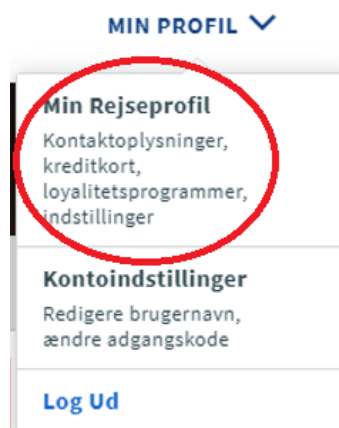 MIN PROFIL
Min Rejseprofil
Kontaktoplysninger,
kreditkort,
loyalitetsprogrammer,
indstillinger
Kontoindstillinger
Redigere brugernavn,
ændre adgangskode
Log Ud